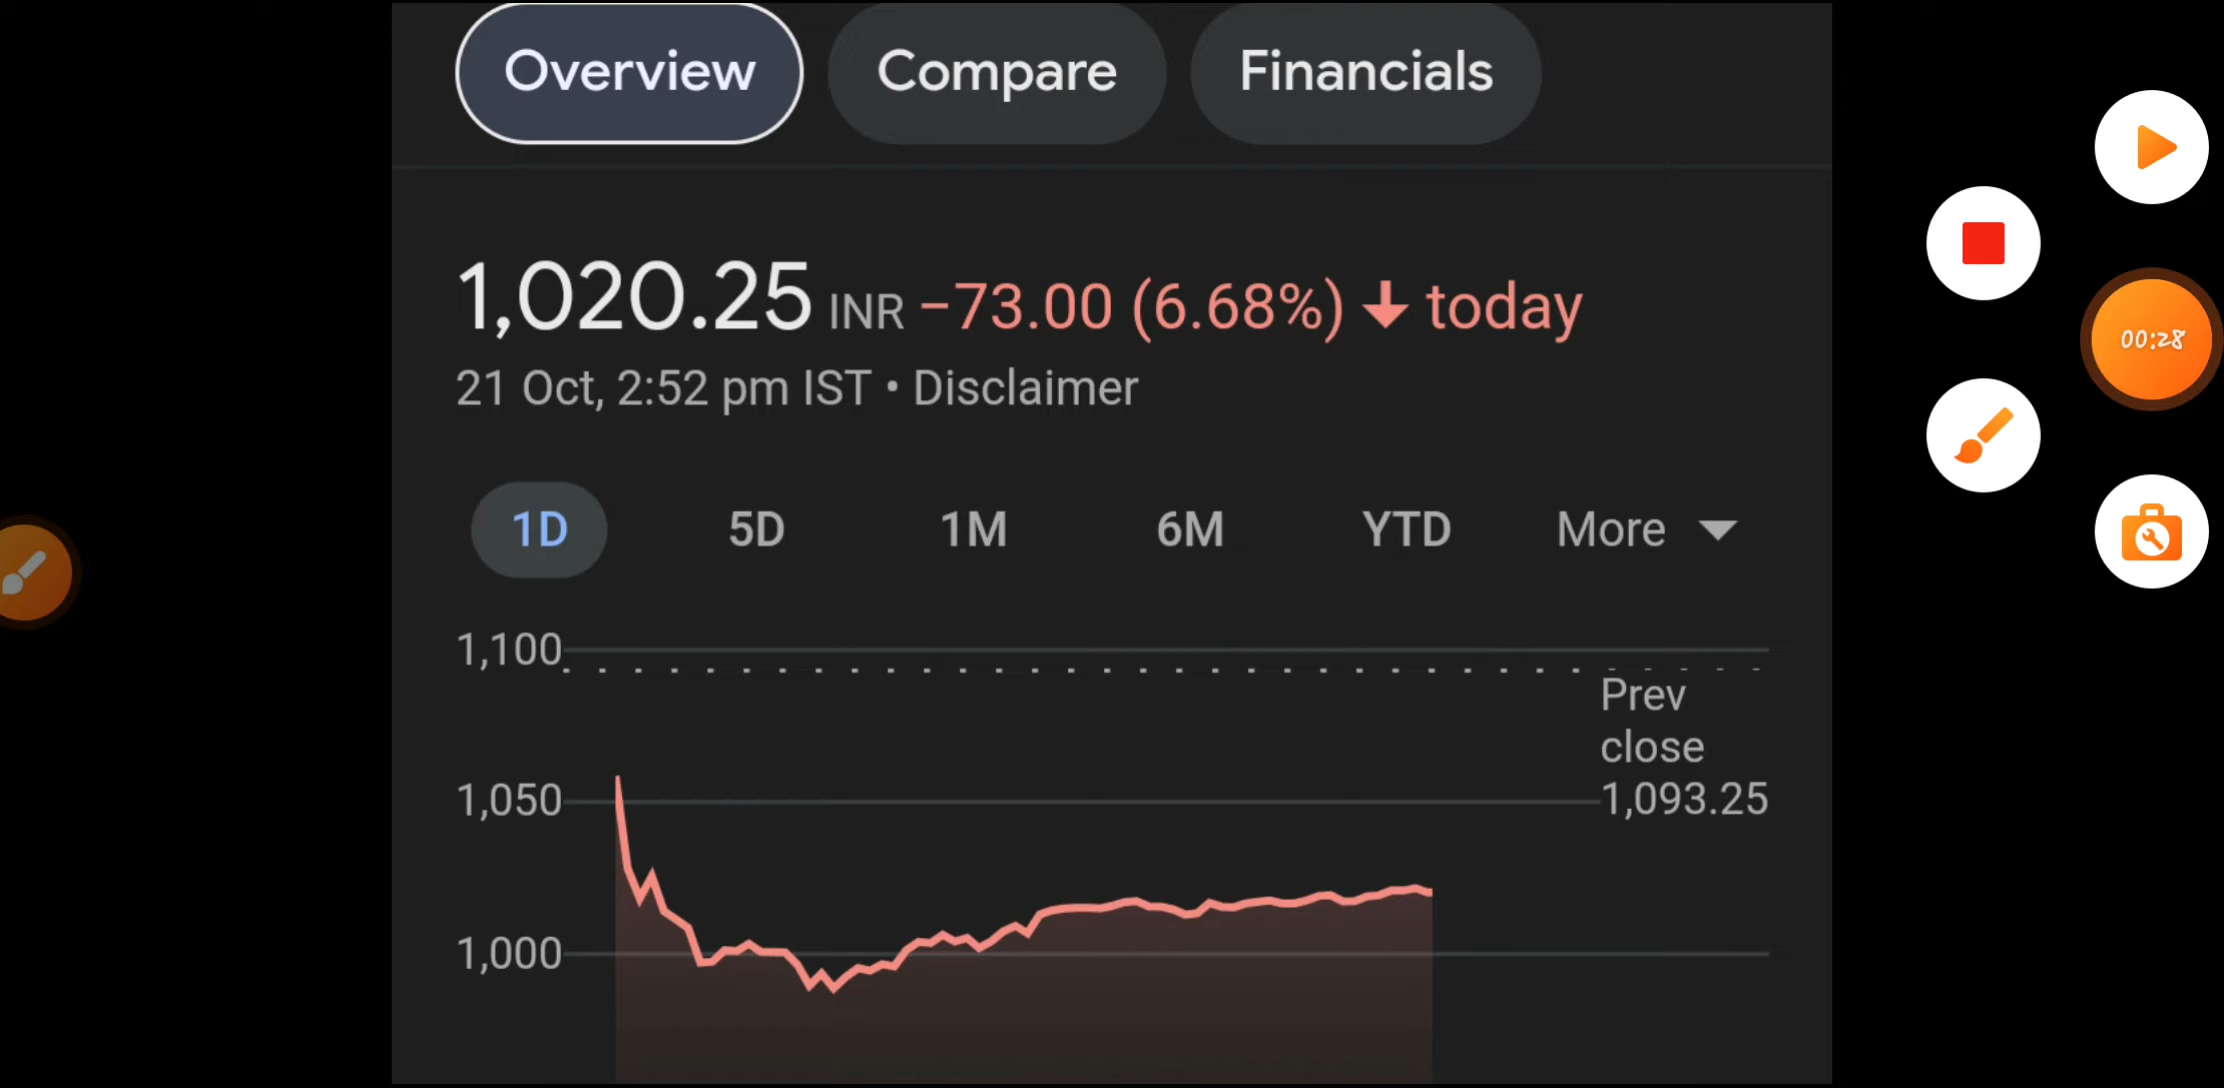 Overview Compare Financials
1,020.25 INR −73.00 (6.68%) ↓ today
21 Oct, 2:52 pm IST • Disclaimer
1D 5D 1M 6M YTD More
1,100
Prev
close
1,050 1,093.25
1,000
00:28